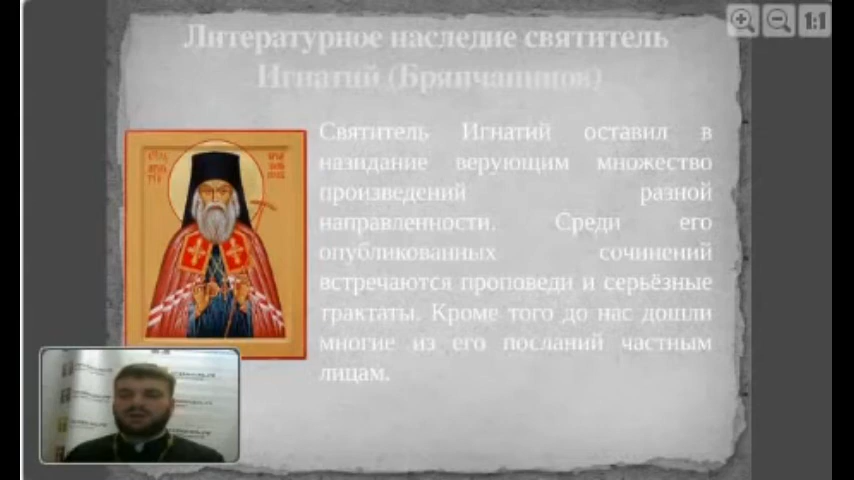 Литературное наследие святитель
Игнатий (Брянчанинов)
Святитель Игнатий оставил в
назидание верующим множество
произведений разной
направленности. Среди его
опубликованных сочинений
встречаются проповеди и серьёзные
трактаты. Кроме того до нас дошли
многие из его посланий частным
лицам.
1:1